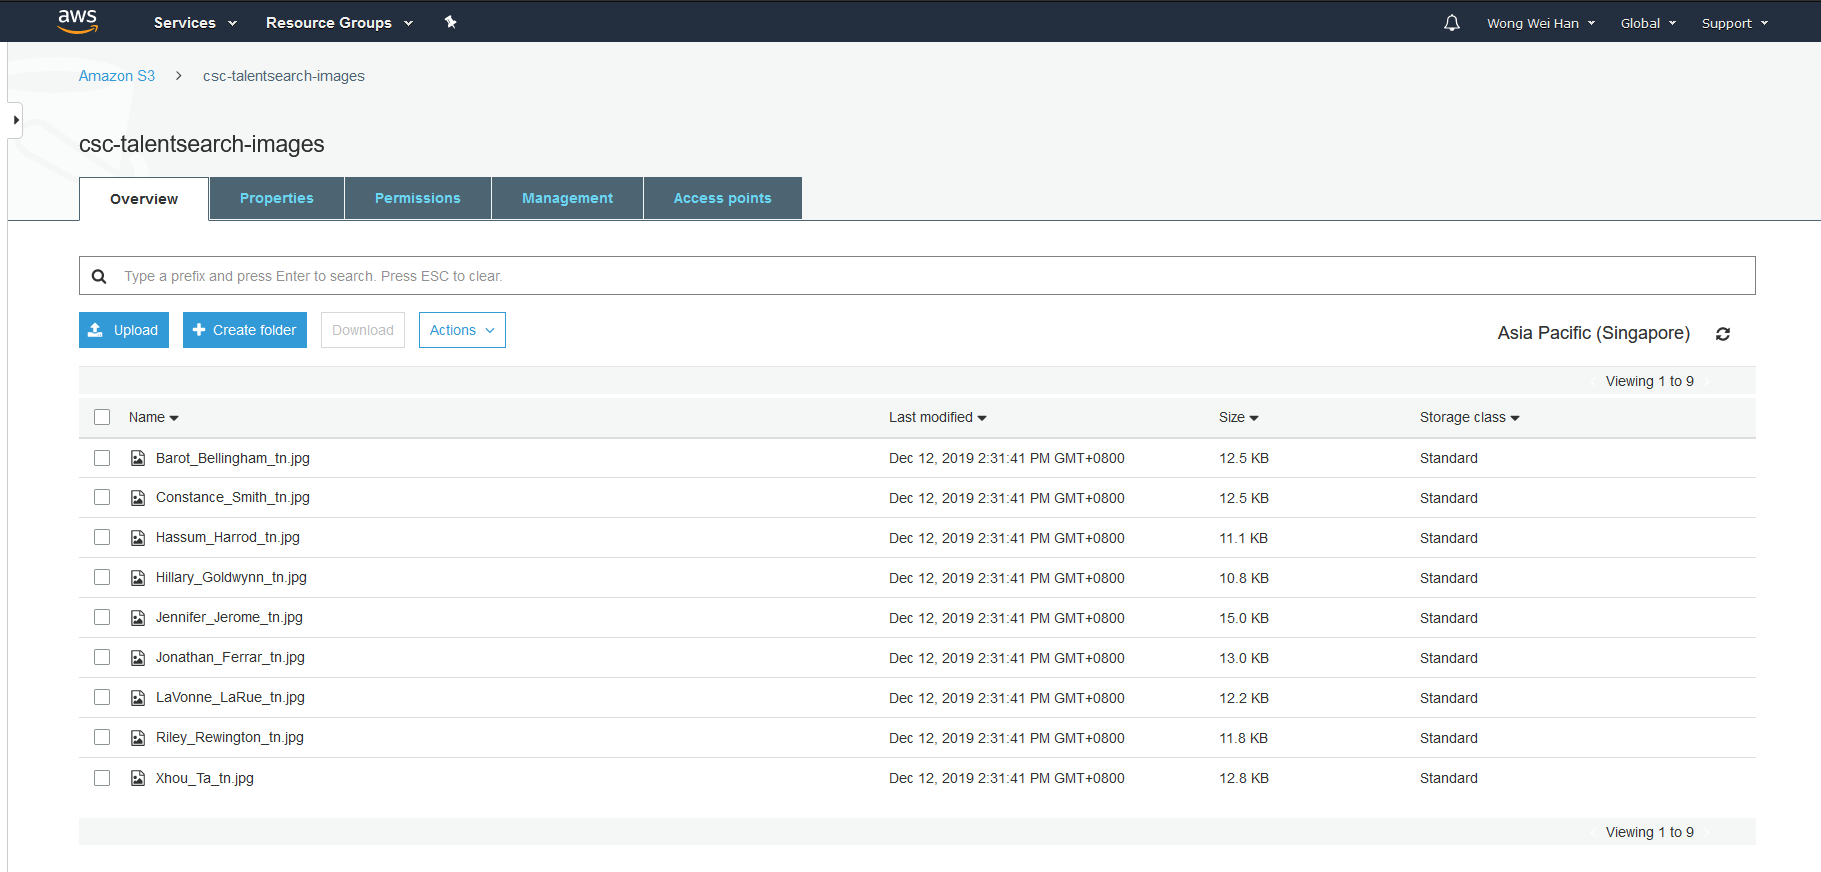 aws Services Resource Groups Wong Wei Han Global Support
Amazon S3 > csc-talentsearch-images
csc-talentsearch-images
Overview Properties Permissions Management Access points
Type a prefix and press Enter to search. Press ESC to clear.
Upload Create folder Download Actions Asia Pacific (Singapore)
Viewing 1 to 9
Name Last modified Size Storage class
Barot_Bellingham_tn.jpg Dec 12, 2019 2:31:41 PM GMT+0800 12.5 KB Standard
Constance_Smith_tn.jpg Dec 12, 2019 2:31:41 PM GMT+0800 12.5 KB Standard
Hassum_Harrod_tn.jpg Dec 12, 2019 2:31:41 PM GMT+0800 11.1 KB Standard
Hillary_Goldwynn_tn.jpg Dec 12, 2019 2:31:41 PM GMT+0800 10.8 KB Standard
Jennifer_Jerome_tn.jpg Dec 12, 2019 2:31:41 PM GMT+0800 15.0 KB Standard
Jonathan_Ferrar_tn.jpg Dec 12, 2019 2:31:41 PM GMT+0800 13.0 KB Standard
LaVonne_LaRue_tn.jpg Dec 12, 2019 2:31:41 PM GMT+0800 12.2 KB Standard
Riley_Rewington_tn.jpg Dec 12, 2019 2:31:41 PM GMT+0800 11.8 KB Standard
Xhou_Ta_tn.jpg Dec 12, 2019 2:31:41 PM GMT+0800 12.8 KB Standard
Viewing 1 to 9